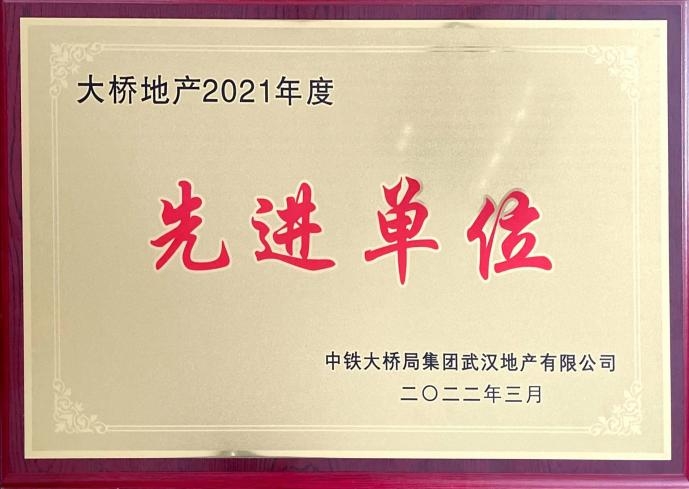 大桥地产2021年度
先进单位
中铁大桥局集团武汉地产有限公司
二〇二二年三月